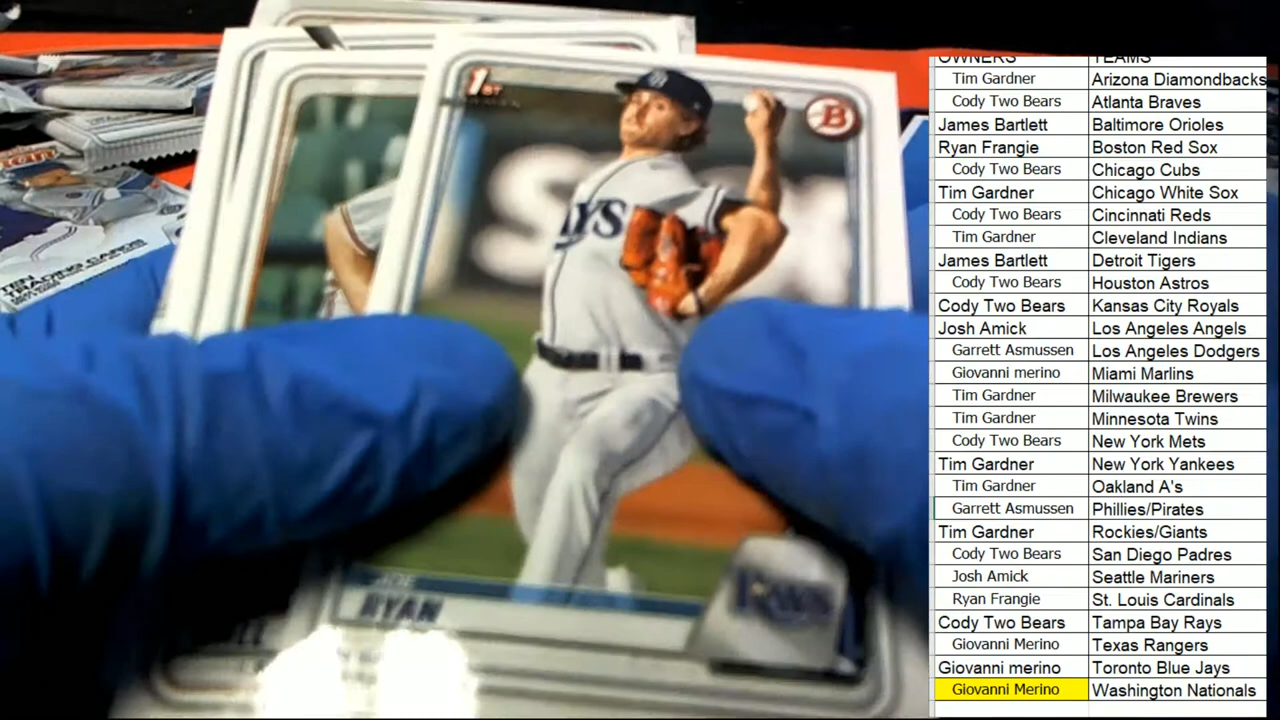 OWNERS TEAMS
Tim Gardner Arizona Diamondbacks
Cody Two Bears Atlanta Braves
James Bartlett Baltimore Orioles
Ryan Frangie Boston Red Sox
Cody Two Bears Chicago Cubs
Tim Gardner Chicago White Sox
Cody Two Bears Cincinnati Reds
Tim Gardner Cleveland Indians
James Bartlett Detroit Tigers
Cody Two Bears Houston Astros
Cody Two Bears Kansas City Royals
Josh Amick Los Angeles Angels
Garrett Asmussen Los Angeles Dodgers
Giovanni merino Miami Marlins
Tim Gardner Milwaukee Brewers
Tim Gardner Minnesota Twins
Cody Two Bears New York Mets
Tim Gardner New York Yankees
Tim Gardner Oakland A's
Garrett Asmussen Phillies/Pirates
Tim Gardner Rockies/Giants
Cody Two Bears San Diego Padres
Josh Amick Seattle Mariners
Ryan Frangie St. Louis Cardinals
Cody Two Bears Tampa Bay Rays
Giovanni Merino Texas Rangers
Giovanni merino Toronto Blue Jays
Giovanni Merino Washington Nationals
1ST
B
AYS
JOE
RYAN
RAYS
TEN
TRADING CARDS